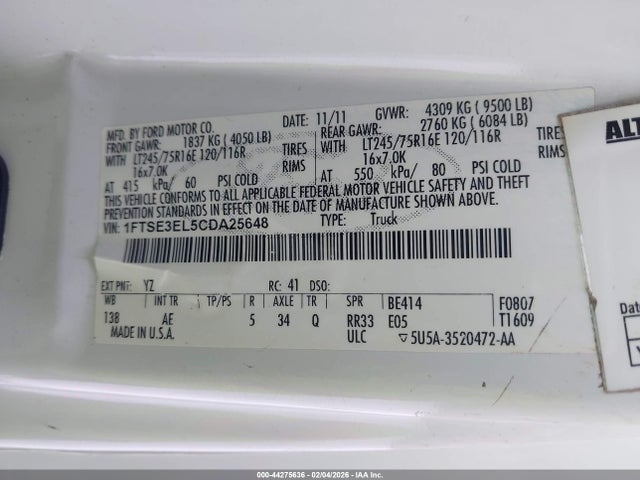 MFD. BY FORD MOTOR CO.
DATE: 11/11
GVWR: 4309 KG ( 9500 LB)
FRONT GAWR: 1837 KG ( 4050 LB)
REAR GAWR: 2760 KG ( 6084 LB)
WITH LT245/75R16E 120/116R TIRES
WITH LT245/75R16E 120/116R TIRES
16x7.0K RIMS
16x7.0K RIMS
AT 415 kPa/ 60 PSI COLD
AT 550 kPa/ 80 PSI COLD
THIS VEHICLE CONFORMS TO ALL APPLICABLE FEDERAL MOTOR VEHICLE SAFETY AND THEFT
PREVENTION STANDARDS IN EFFECT ON THE DATE OF MANUFACTURE SHOWN ABOVE.
VIN: 1FTSE3EL5CDA25648
TYPE: Truck
EXT PNT: YZ RC: 41 DSO:
WB INT TR TP/PS R AXLE TR SPR BE414 F0807
138 AE 5 34 Q RR33 E05 T1609
MADE IN U.S.A. ULC 5U5A-3520472-AA
ALT
Dat
000-44275636 - 02/04/2026 - IAA Inc.